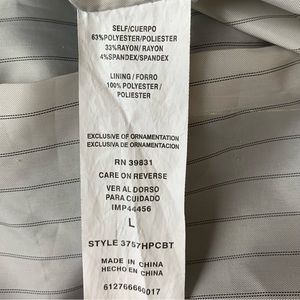 SELF/CUERPO
63%POLYESTER/POLIESTER
33%RAYON/ RAYON
4%SPANDEX/SPANDEX
LINING / FORRO
100% POLYESTER /
POLIESTER
EXCLUSIVE OF ORNAMENTATION
EXCLUSIVA DE ORNAMENTACION
RN 39831
CARE ON REVERSE
VER AL DORSO
PARA CUIDADO
IMP44456
L
STYLE 3757HPCBT
MADE IN CHINA
HECHO EN CHINA
612766660017